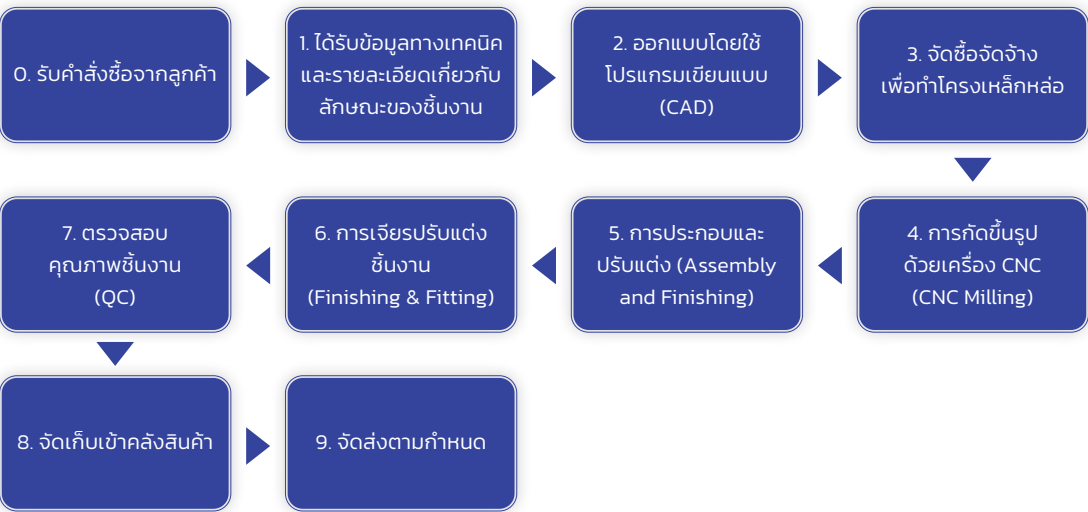 0. รับคำสั่งซื้อจากลูกค้า
1. ได้รับข้อมูลทางเทคนิค
และรายละเอียดเกี่ยวกับ
ลักษณะของชิ้นงาน
2. ออกแบบโดยใช้
โปรแกรมเขียนแบบ
(CAD)
3. จัดซื้อจัดจ้าง
เพื่อทำโครงเหล็กหล่อ
4. การกัดขึ้นรูป
ด้วยเครื่อง CNC
(CNC Milling)
5. การประกอบและ
ปรับแต่ง (Assembly
and Finishing)
6. การเจียรปรับแต่ง
ชิ้นงาน
(Finishing & Fitting)
7. ตรวจสอบ
คุณภาพชิ้นงาน
(QC)
8. จัดเก็บเข้าคลังสินค้า
9. จัดส่งตามกำหนด